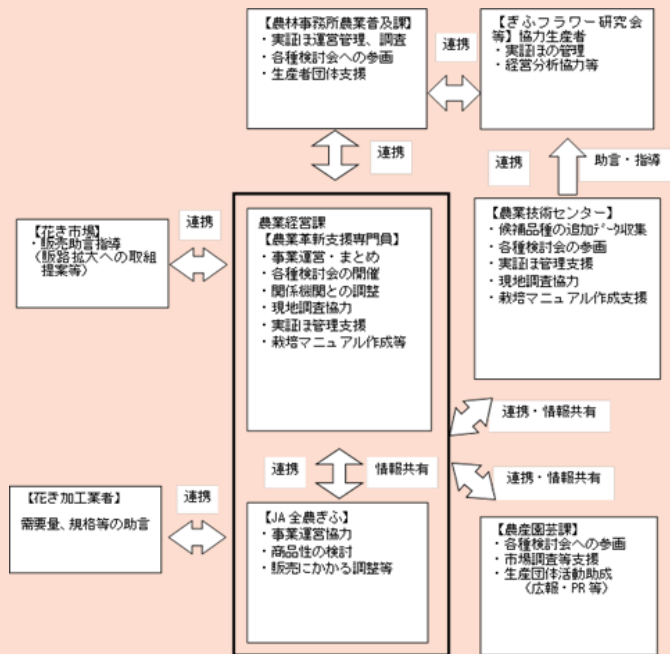 【農林事務所農業普及課】
・実証ほ運営管理、調査
・各種検討会への参画
・生産者団体支援
連携
【ぎふフラワー研究会
等】協力生産者
・実証ほの管理
・経営分析協力等
連携
連携
助言・指導
【花き市場】
・販売助言指導
（販路拡大への取組
提案等）
連携
農業経営課
【農業革新支援専門員】
・事業運営・まとめ
・各種検討会の開催
・関係機関との調整
・現地調査協力
・実証ほ管理支援
・栽培マニュアル作成等
【農業技術センター】
・候補品種の追加ﾃﾞｰﾀ収集
・各種検討会の参画
・実証ほ管理支援
・現地調査協力
・栽培マニュアル作成支援
連携・情報共有
連携
情報共有
連携・情報共有
【花き加工業者】
需要量、規格等の助言
連携
【JA全農ぎふ】
・事業運営協力
・商品性の検討
・販売にかかる調整等
【農産園芸課】
・各種検討会への参画
・市場調査等支援
・生産団体活動助成
（広報・PR等）